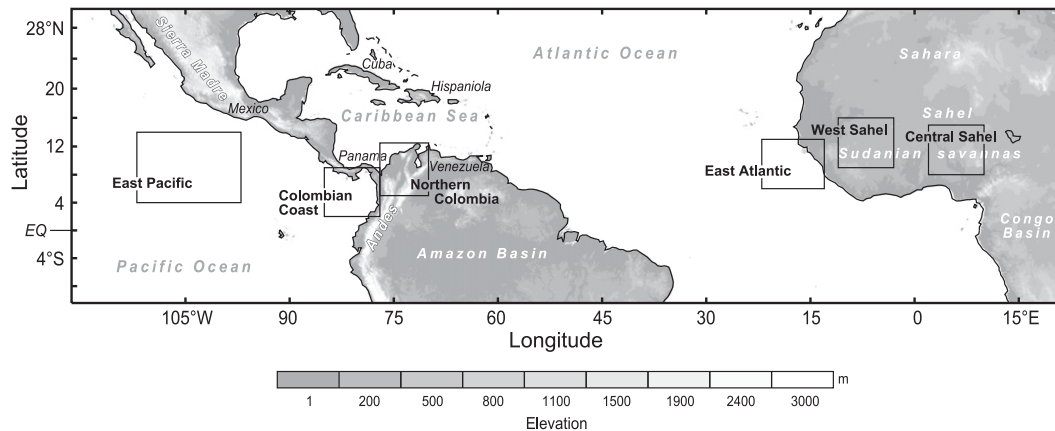 28°N
20
12
4
EQ
4°S
Latitude
Sierra Madre
Mexico
Cuba
Hispaniola
Caribbean Sea
Atlantic Ocean
Sahara
Sahel
West Sahel
Central Sahel
Sudanian savannas
East Atlantic
Panama
Venezuela
East Pacific
Colombian
Coast
Northern
Colombia
Andes
Amazon Basin
Congo
Basin
Pacific Ocean
105°W 90 75 60 45 30 15 0 15°E
Longitude
m
1 200 500 800 1100 1500 1900 2400 3000
Elevation